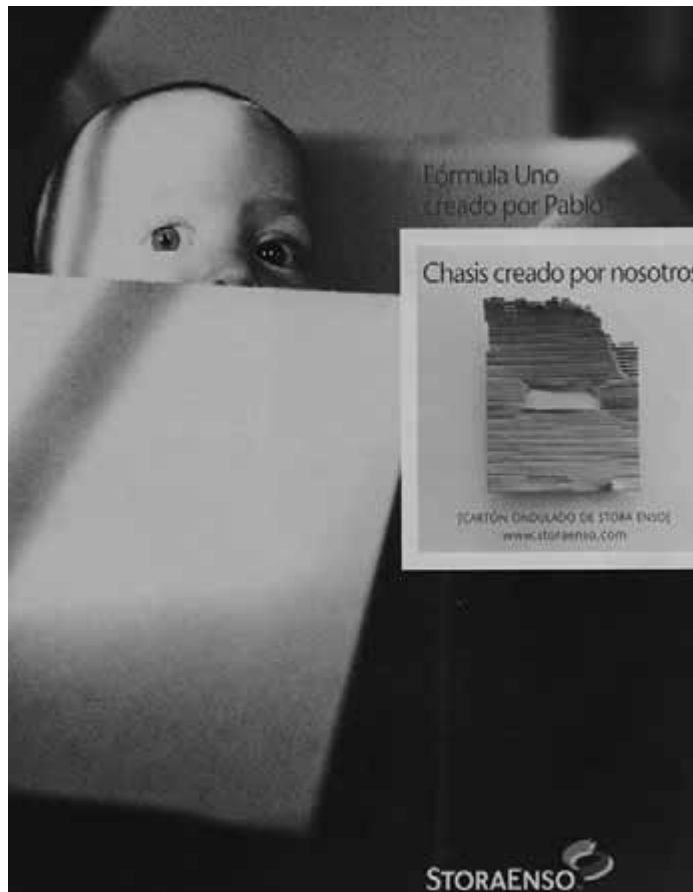 Fórmula Uno
creado por Pablo
Chasis creado por nosotros
[CARTÓN ONDULADO DE STORA ENSO]
www.storaenso.com
STORAENSO